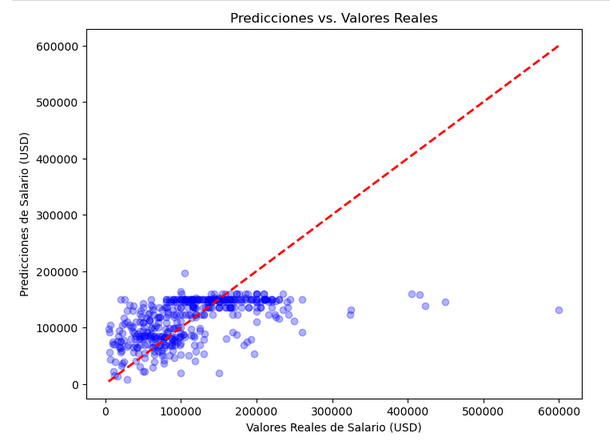 Predicciones vs. Valores Reales
600000
500000
400000
300000
200000
100000
0
Predicciones de Salario (USD)
0 100000 200000 300000 400000 500000 600000
Valores Reales de Salario (USD)